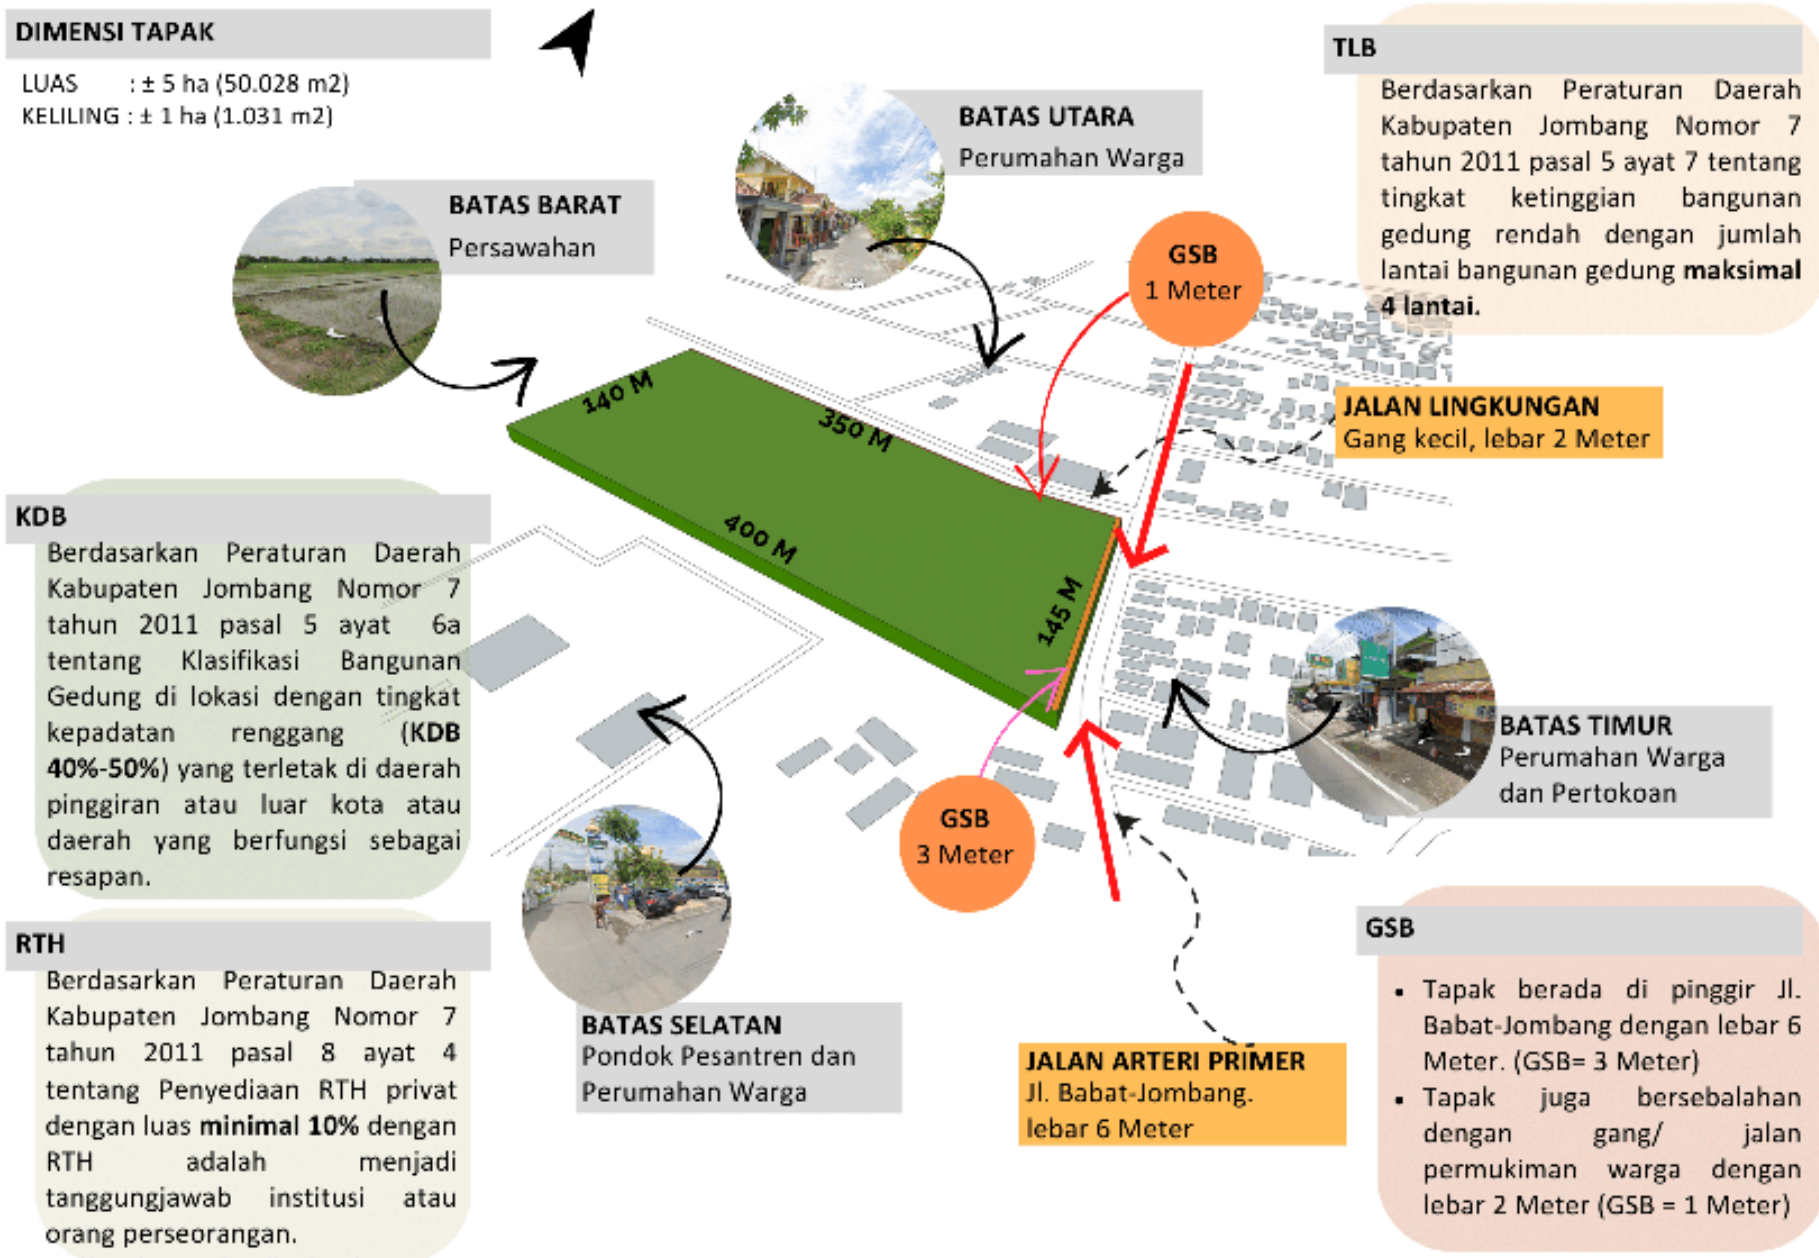 DIMENSI TAPAK
LUAS : ± 5 ha (50.028 m2)
KELILING : ± 1 ha (1.031 m2)
BATAS BARAT
Persawahan
BATAS UTARA
Perumahan Warga
GSB
1 Meter
TLB
Berdasarkan Peraturan Daerah
Kabupaten Jombang Nomor 7
tahun 2011 pasal 5 ayat 7 tentang
tingkat ketinggian bangunan
gedung rendah dengan jumlah
lantai bangunan gedung maksimal
4 lantai.
140 M
350 M
400 M
145 M
JALAN LINGKUNGAN
Gang kecil, lebar 2 Meter
KDB
Berdasarkan Peraturan Daerah
Kabupaten Jombang Nomor 7
tahun 2011 pasal 5 ayat 6a
tentang Klasifikasi Bangunan
Gedung di lokasi dengan tingkat
kepadatan renggang (KDB
40%-50%) yang terletak di daerah
pinggiran atau luar kota atau
daerah yang berfungsi sebagai
resapan.
BATAS TIMUR
Perumahan Warga
dan Pertokoan
GSB
3 Meter
RTH
Berdasarkan Peraturan Daerah
Kabupaten Jombang Nomor 7
tahun 2011 pasal 8 ayat 4
tentang Penyediaan RTH privat
dengan luas minimal 10% dengan
RTH adalah menjadi
tanggungjawab institusi atau
orang perseorangan.
BATAS SELATAN
Pondok Pesantren dan
Perumahan Warga
JALAN ARTERI PRIMER
Jl. Babat-Jombang.
lebar 6 Meter
GSB
• Tapak berada di pinggir Jl.
Babat-Jombang dengan lebar 6
Meter. (GSB= 3 Meter)
• Tapak juga bersebalahan
dengan gang/ jalan
permukiman warga dengan
lebar 2 Meter (GSB = 1 Meter)